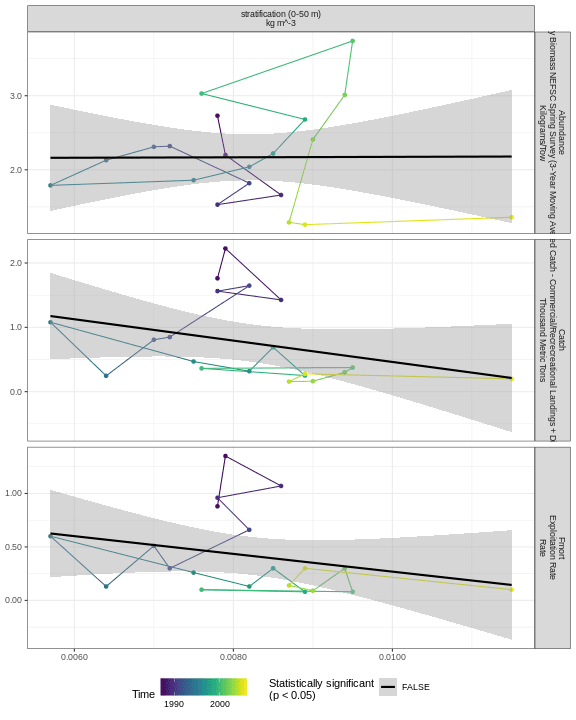 stratification (0-50 m)
kg m^-3
3.0
2.0
Abundance
y Biomass NEFSC Spring Survey (3-Year Moving Ave
Kilograms/Tow
2.0
1.0
0.0
Catch
ed Catch - Commercial/Recreational Landings + D
Thousand Metric Tons
1.00
0.50
0.00
Fmort
Exploitation Rate
Rate
0.0060 0.0080 0.0100
Time
1990 2000
Statistically significant
(p < 0.05)
FALSE